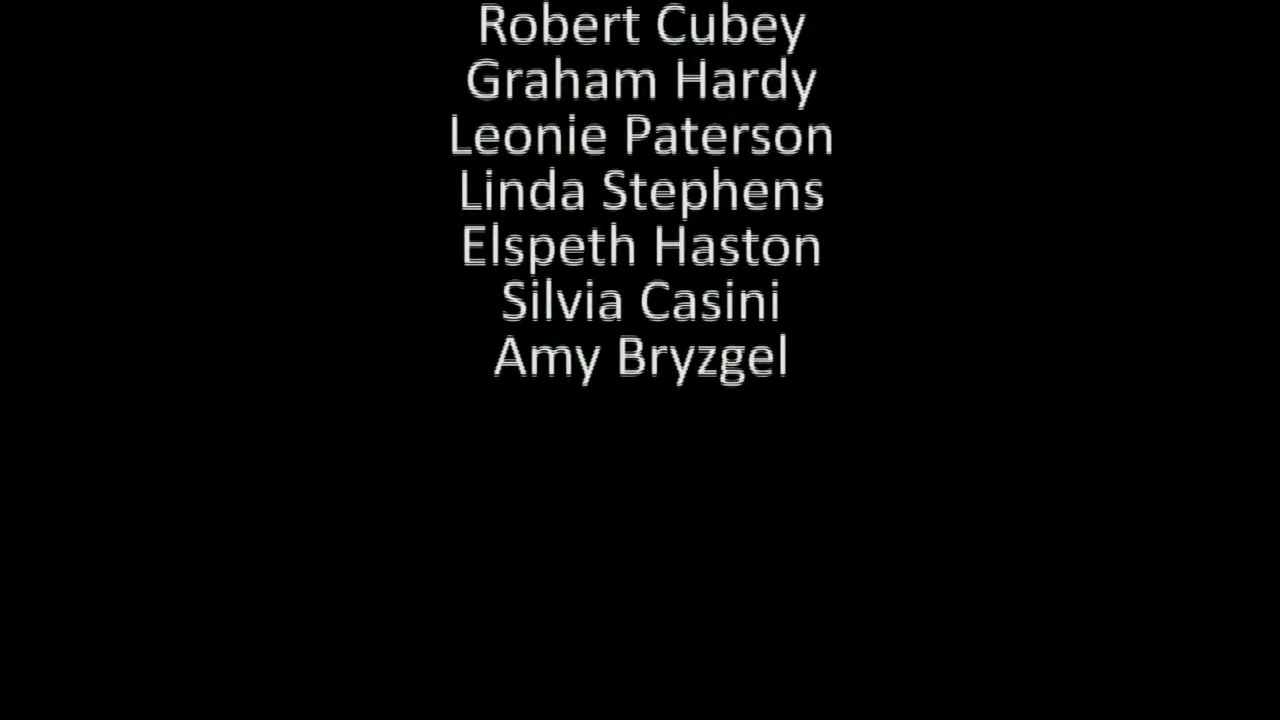 Robert Cubey
Graham Hardy
Leonie Paterson
Linda Stephens
Elspeth Haston
Silvia Casini
Amy Bryzgel